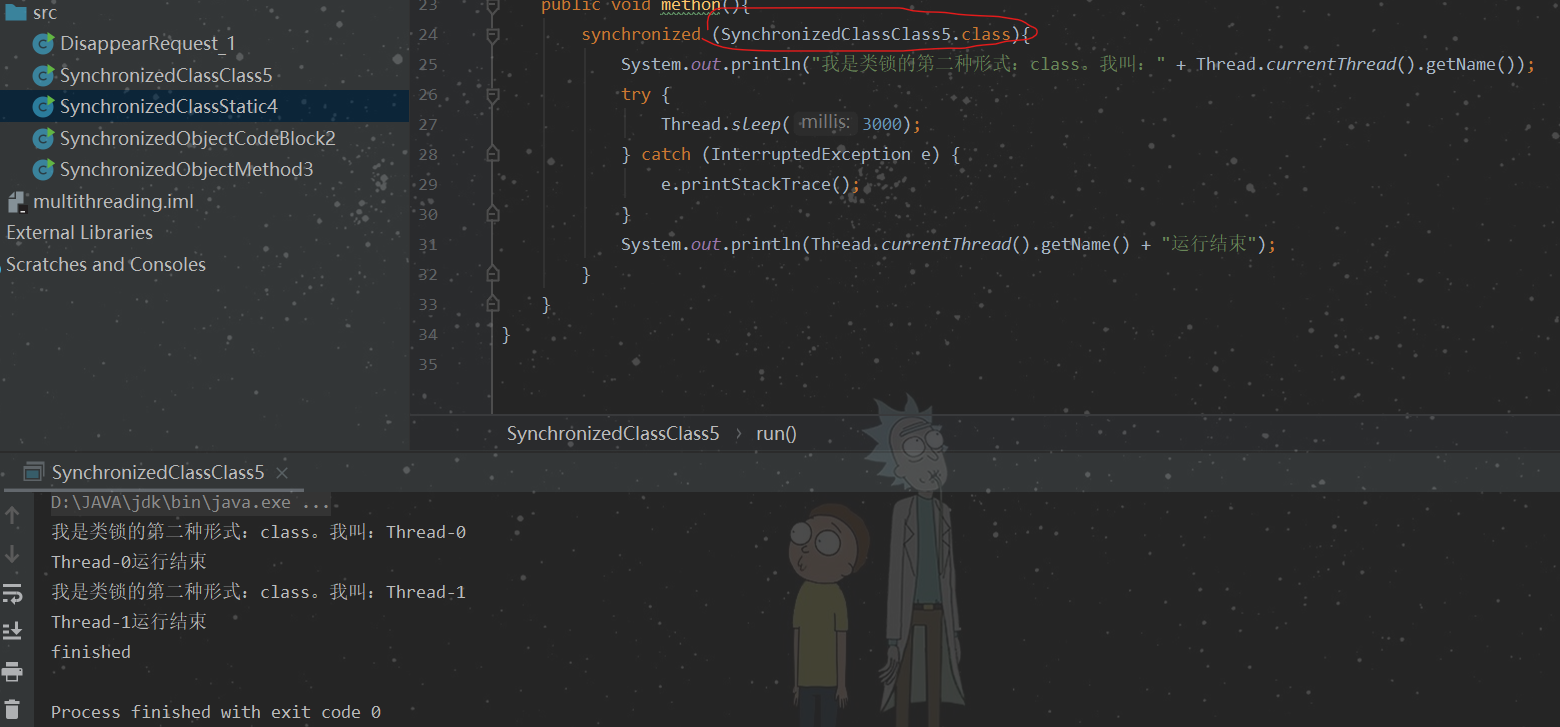 src
DisappearRequest_1
SynchronizedClassClass5
SynchronizedClassStatic4
SynchronizedObjectCodeBlock2
SynchronizedObjectMethod3
multithreading.iml
External Libraries
Scratches and Consoles
23 public void methon(){
24 synchronized (SynchronizedClassClass5.class){
25 System.out.println("我是类锁的第二种形式：class。我叫：" + Thread.currentThread().getName());
26 try {
27 Thread.sleep( millis: 3000);
28 } catch (InterruptedException e) {
29 e.printStackTrace();
30 }
31 System.out.println(Thread.currentThread().getName() + "运行结束");
32 }
33 }
34 }
35
SynchronizedClassClass5 › run()
SynchronizedClassClass5 ×
D:\JAVA\jdk\bin\java.exe ...
我是类锁的第二种形式：class。我叫：Thread-0
Thread-0运行结束
我是类锁的第二种形式：class。我叫：Thread-1
Thread-1运行结束
finished
Process finished with exit code 0